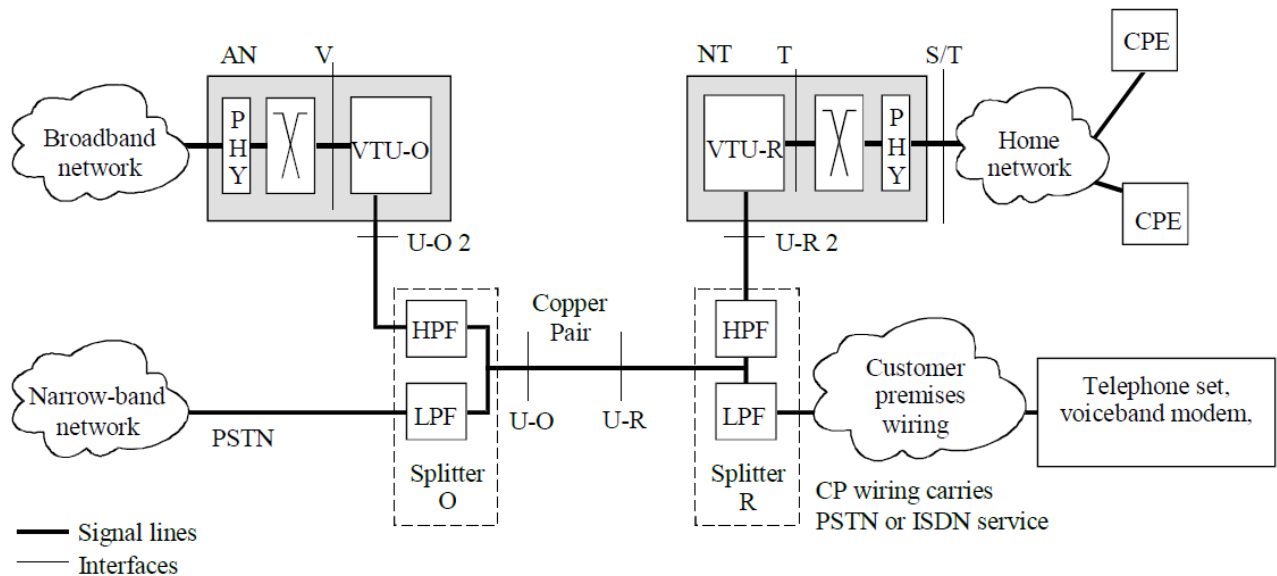 AN
V
NT
T
S/T
CPE
Broadband
network
P
H
Y
VTU-O
VTU-R
P
H
Y
Home
network
CPE
U-O 2
U-R 2
Copper
Pair
HPF
HPF
Narrow-band
network
PSTN
LPF
U-O
U-R
LPF
Customer
premises
wiring
Telephone set,
voiceband modem,
Splitter
O
Splitter
R
CP wiring carries
PSTN or ISDN service
Signal lines
Interfaces